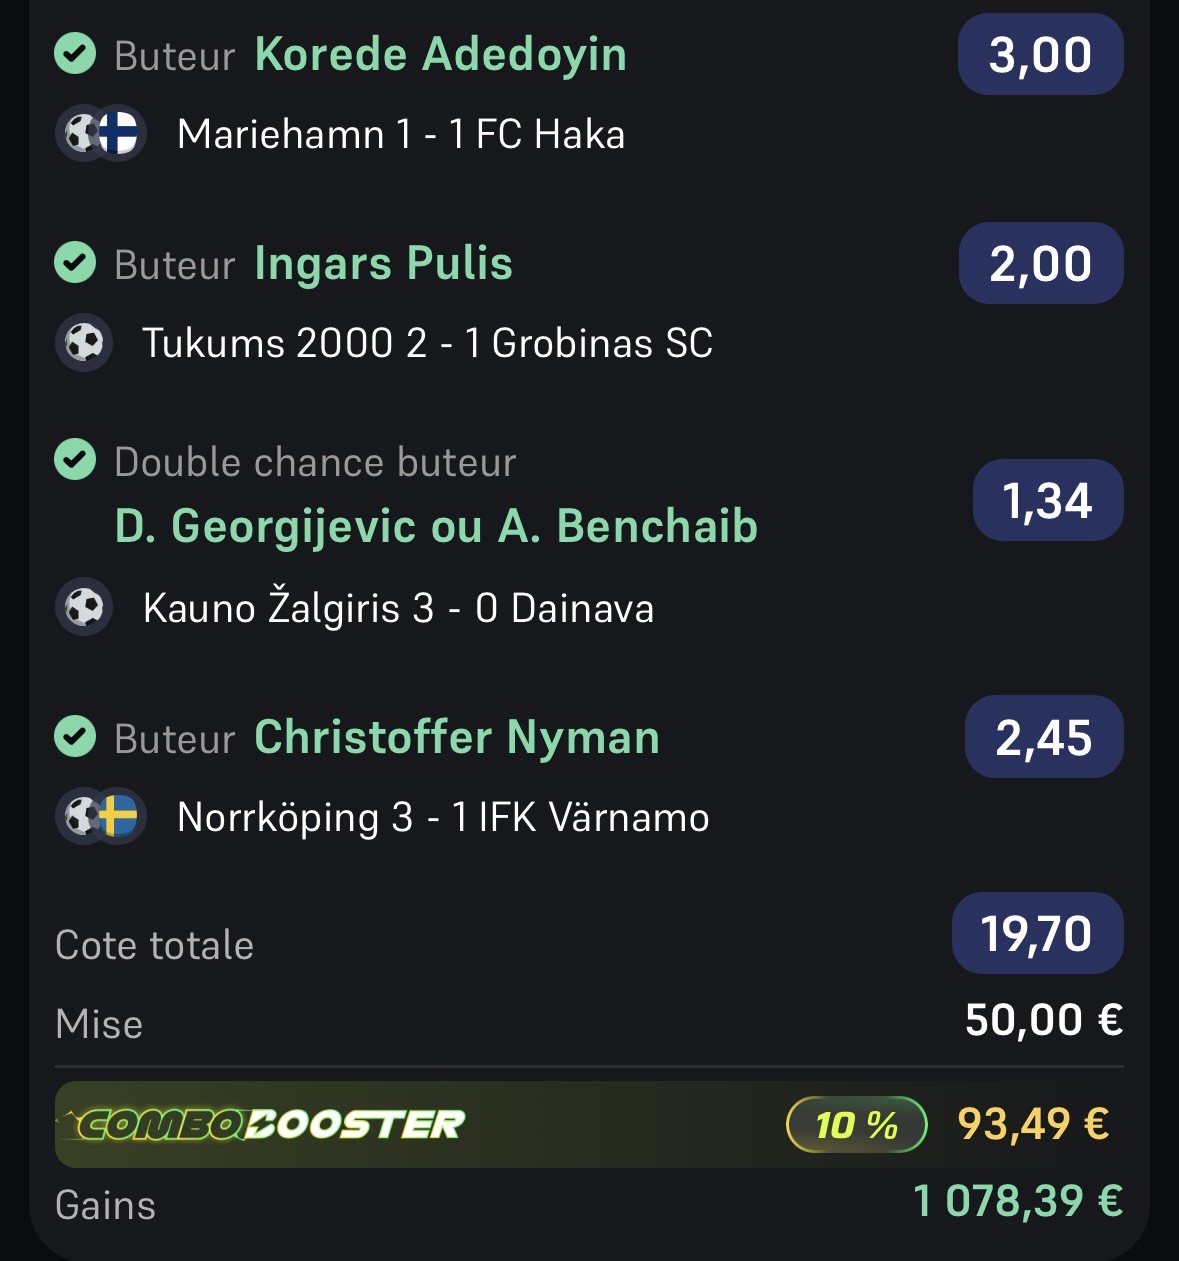 Buteur Korede Adedoyin 3,00
Mariehamn 1 - 1 FC Haka
Buteur Ingars Pulis 2,00
Tukums 2000 2 - 1 Grobinas SC
Double chance buteur
D. Georgijevic ou A. Benchaib 1,34
Kauno Žalgiris 3 - 0 Dainava
Buteur Christoffer Nyman 2,45
Norrköping 3 - 1 IFK Värnamo
Cote totale 19,70
Mise 50,00 €
COMBOBOOSTER 10 % 93,49 €
Gains 1 078,39 €